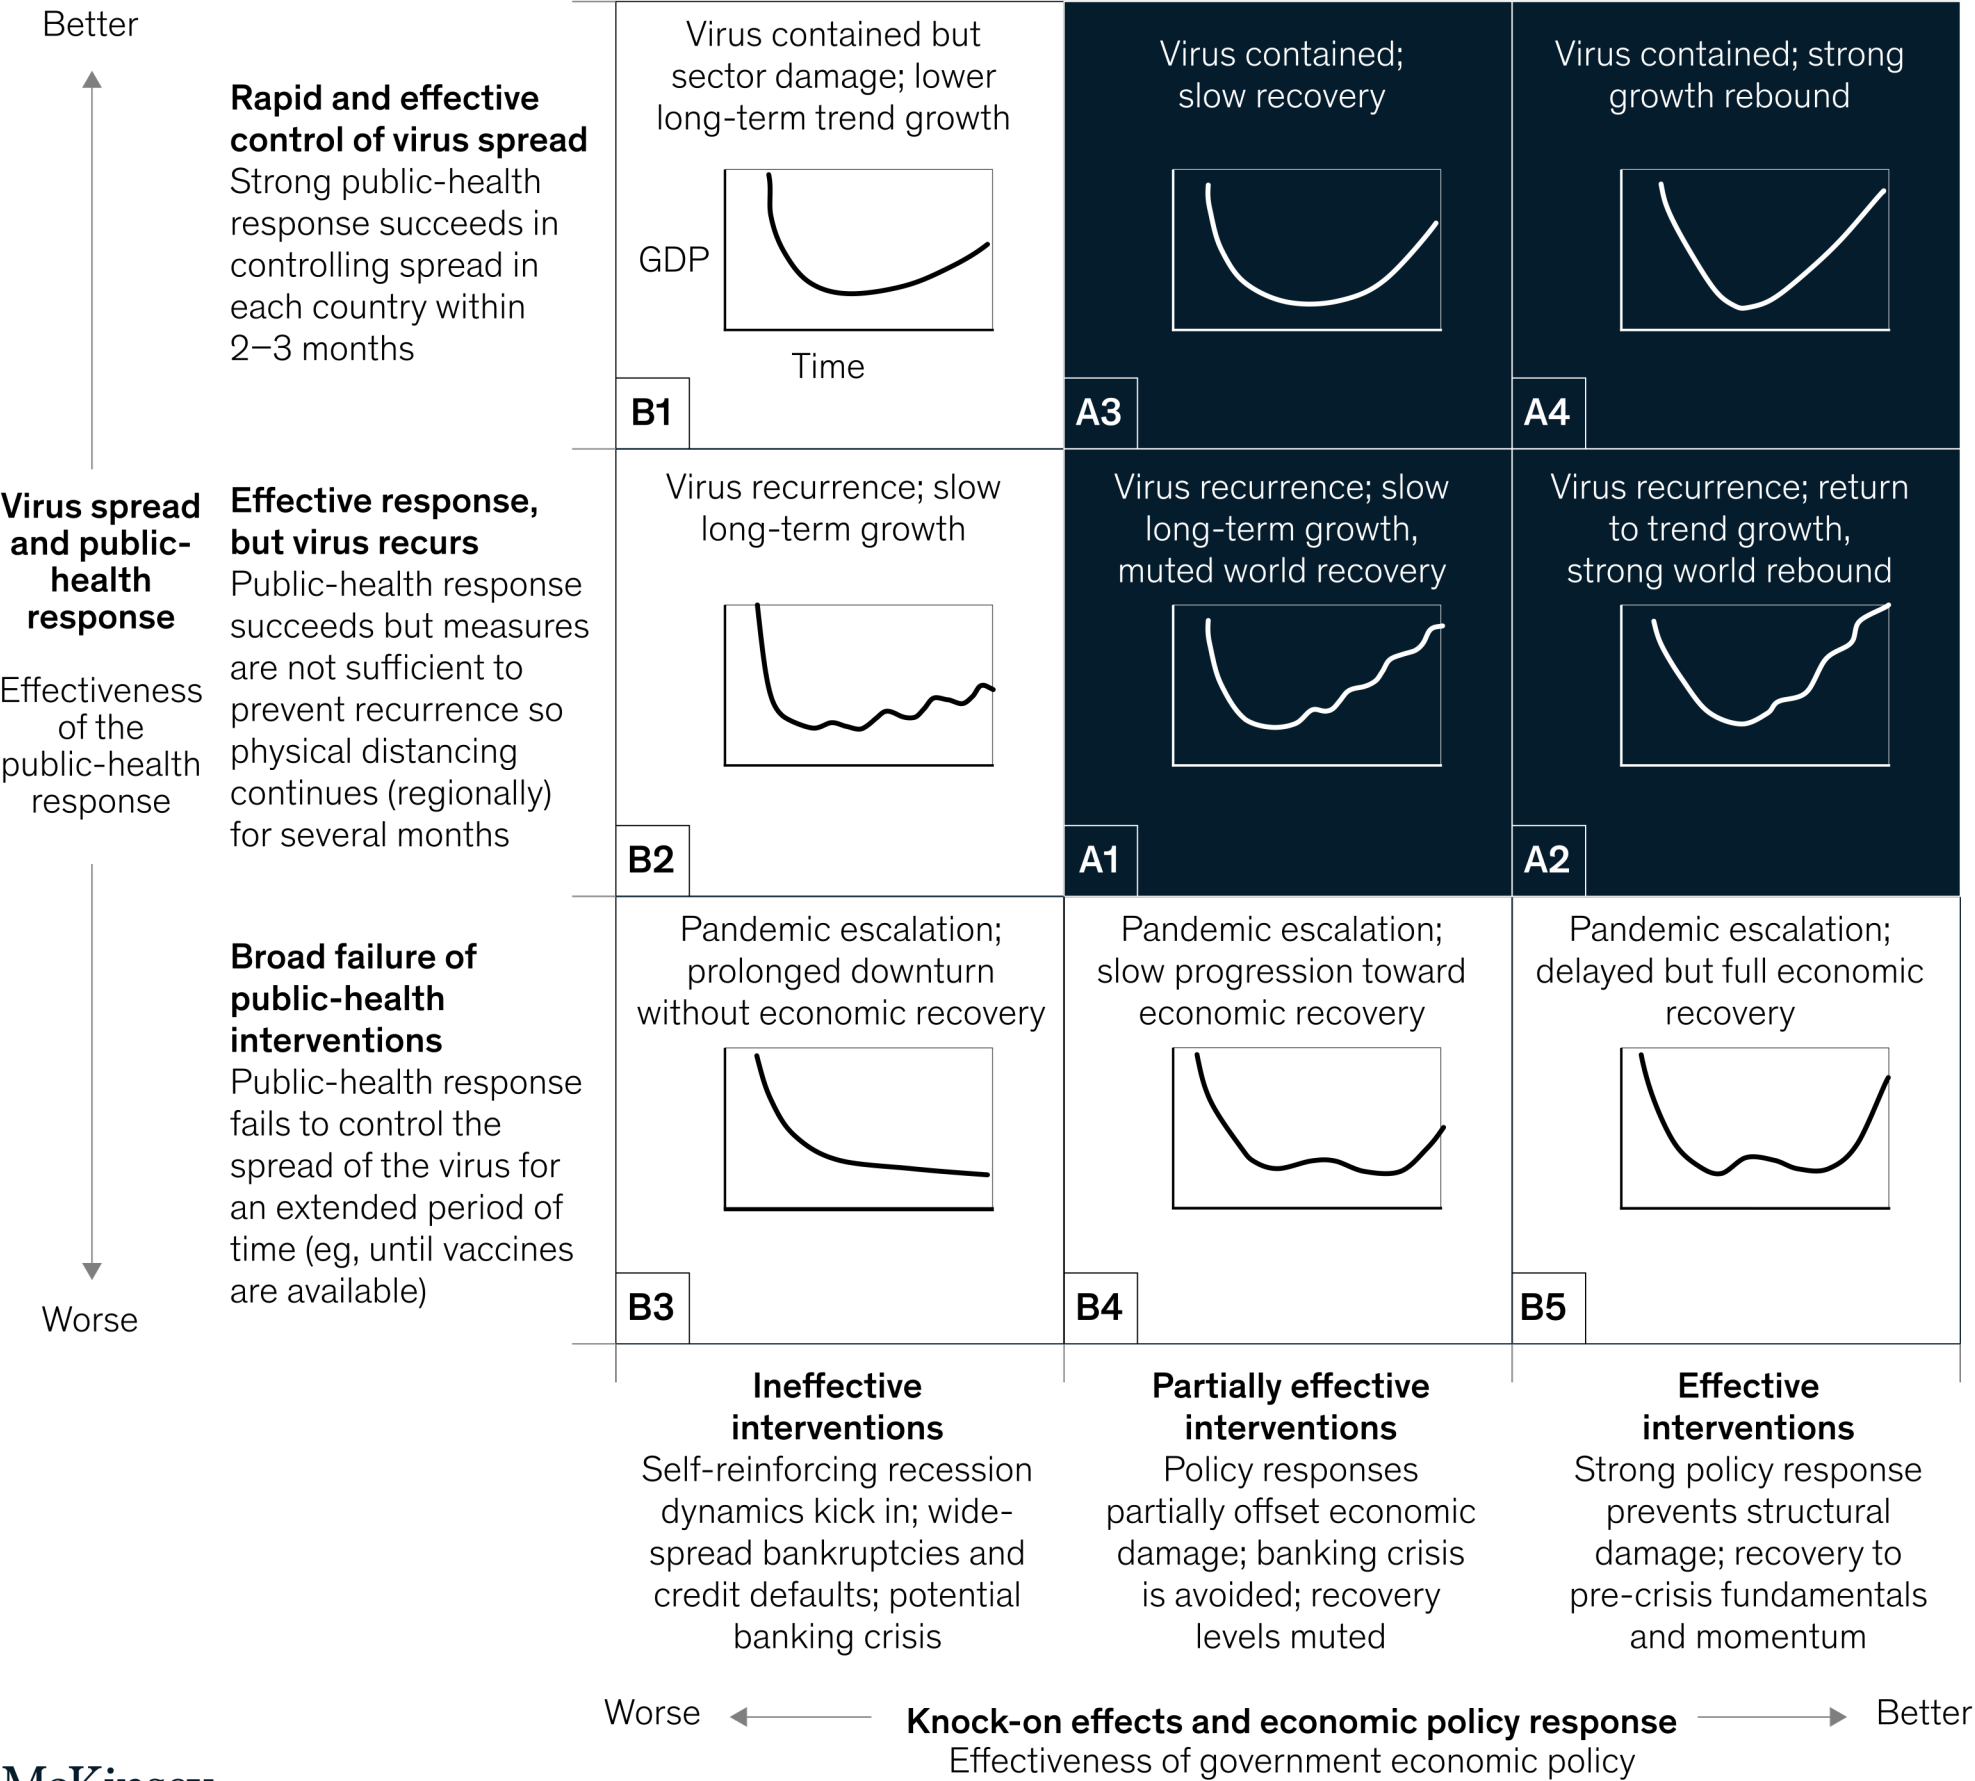 Better
Rapid and effective
control of virus spread
Strong public-health
response succeeds in
controlling spread in
each country within
2–3 months
Virus contained but
sector damage; lower
long-term trend growth
GDP
Time
B1
Virus contained;
slow recovery
A3
Virus contained; strong
growth rebound
A4
Virus spread
and public-
health
response
Effectiveness
of the
public-health
response
Effective response,
but virus recurs
Public-health response
succeeds but measures
are not sufficient to
prevent recurrence so
physical distancing
continues (regionally)
for several months
Virus recurrence; slow
long-term growth
B2
Virus recurrence; slow
long-term growth,
muted world recovery
A1
Virus recurrence; return
to trend growth,
strong world rebound
A2
Broad failure of
public-health
interventions
Public-health response
fails to control the
spread of the virus for
an extended period of
time (eg, until vaccines
are available)
Worse
Pandemic escalation;
prolonged downturn
without economic recovery
B3
Pandemic escalation;
slow progression toward
economic recovery
B4
Pandemic escalation;
delayed but full economic
recovery
B5
Ineffective
interventions
Self-reinforcing recession
dynamics kick in; wide-
spread bankruptcies and
credit defaults; potential
banking crisis
Partially effective
interventions
Policy responses
partially offset economic
damage; banking crisis
is avoided; recovery
levels muted
Effective
interventions
Strong policy response
prevents structural
damage; recovery to
pre-crisis fundamentals
and momentum
Worse
Knock-on effects and economic policy response
Effectiveness of government economic policy
Better
McKinsey